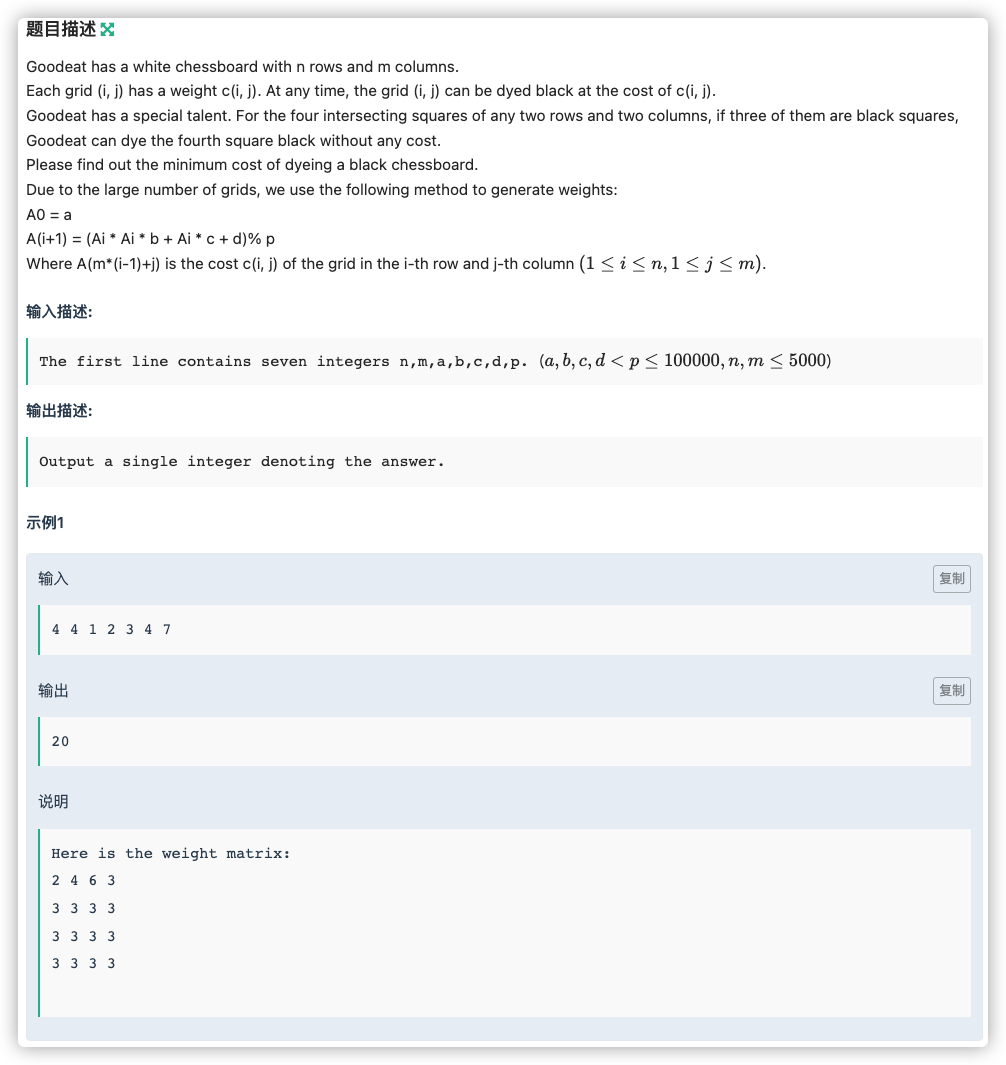 题目描述
Goodeat has a white chessboard with n rows and m columns.
Each grid (i, j) has a weight c(i, j). At any time, the grid (i, j) can be dyed black at the cost of c(i, j).
Goodeat has a special talent. For the four intersecting squares of any two rows and two columns, if three of them are black squares,
Goodeat can dye the fourth square black without any cost.
Please find out the minimum cost of dyeing a black chessboard.
Due to the large number of grids, we use the following method to generate weights:
A0 = a
A(i+1) = (Ai * Ai * b + Ai * c + d)% p
Where A(m*(i-1)+j) is the cost c(i, j) of the grid in the i-th row and j-th column (1 ≤ i ≤ n, 1 ≤ j ≤ m).
输入描述:
The first line contains seven integers n,m,a,b,c,d,p. (a, b, c, d < p ≤ 100000, n, m ≤ 5000)
输出描述:
Output a single integer denoting the answer.
示例1
输入
复制
4 4 1 2 3 4 7
输出
复制
20
说明
Here is the weight matrix:
2 4 6 3
3 3 3 3
3 3 3 3
3 3 3 3